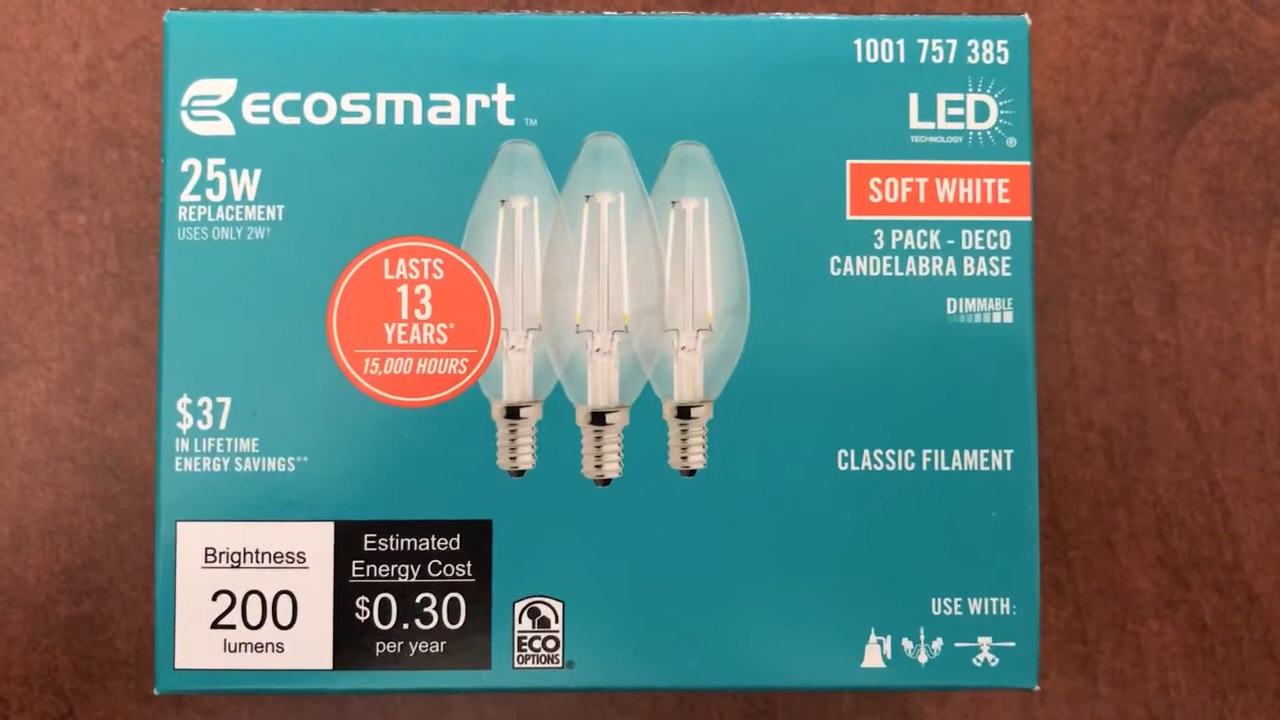 1001 757 385
ECOSMART™
LED
TECHNOLOGY ®
25W
REPLACEMENT
USES ONLY 2W†
SOFT WHITE
3 PACK - DECO
CANDELABRA BASE
DIMMABLE
LASTS
13
YEARS*
15,000 HOURS
$37
IN LIFETIME
ENERGY SAVINGS**
CLASSIC FILAMENT
Brightness
200
lumens
Estimated
Energy Cost
$0.30
per year
ECO
OPTIONS®
USE WITH: